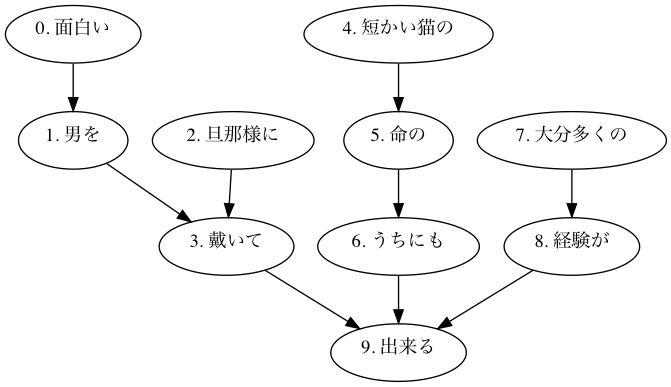 0. 面白い
4. 短かい猫の
1. 男を
2. 旦那様に
5. 命の
7. 大分多くの
3. 戴いて
6. うちにも
8. 経験が
9. 出来る